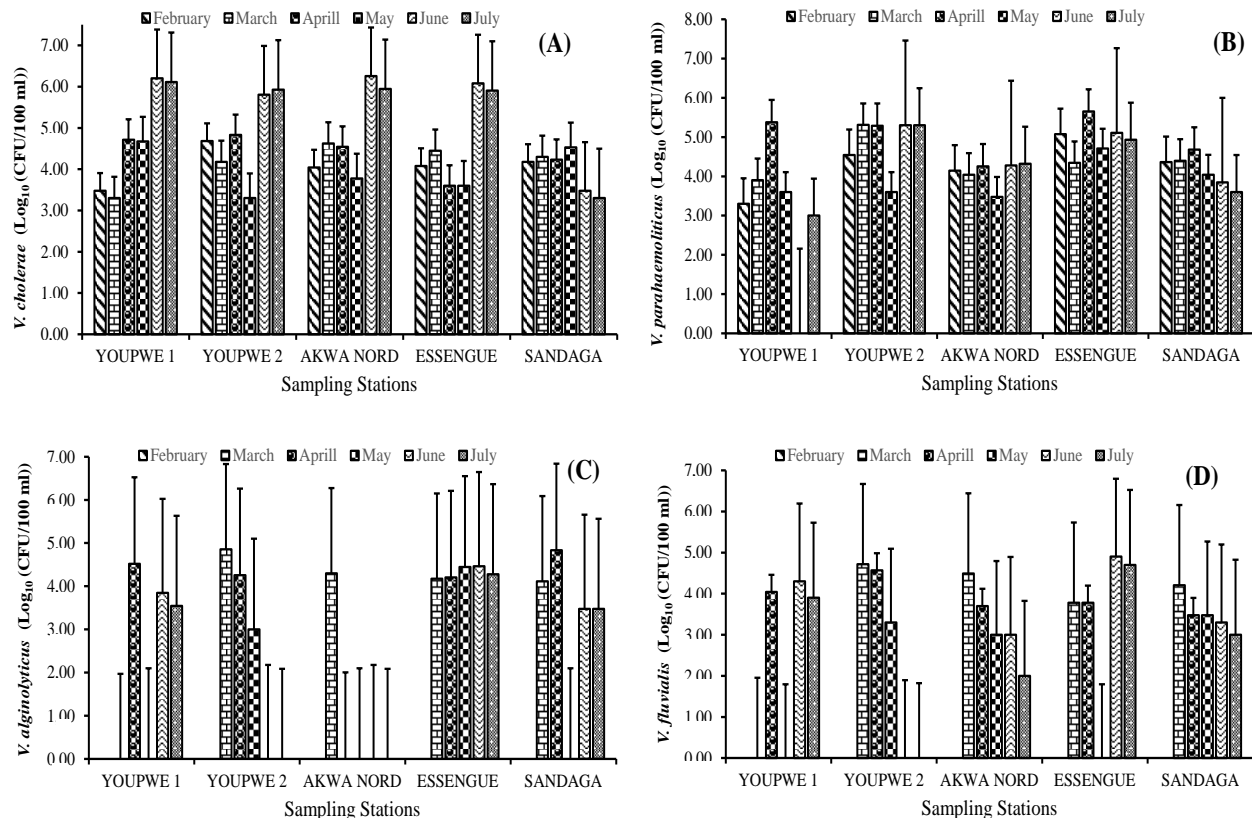 February March Aprill May June July
(A)
V. cholerae (Log10 (CFU/100 ml))
7.00
6.00
5.00
4.00
3.00
2.00
1.00
0.00
YOUPWE 1 YOUPWE 2 AKWA NORD ESSENGUE SANDAGA
Sampling Stations
February March Aprill May June July
(B)
V. parahaemoliticus (Log10 (CFU/100 ml))
8.00
7.00
6.00
5.00
4.00
3.00
2.00
1.00
0.00
YOUPWE 1 YOUPWE 2 AKWA NORD ESSENGUE SANDAGA
Sampling Stations
February March Aprill May June July
(C)
V. alginolyticus (Log10 (CFU/100 ml))
7.00
6.00
5.00
4.00
3.00
2.00
1.00
0.00
YOUPWE 1 YOUPWE 2 AKWA NORD ESSENGUE SANDAGA
Sampling Stations
February March Aprill May June July
(D)
V. fluvialis (Log10 (CFU/100 ml))
7.00
6.00
5.00
4.00
3.00
2.00
1.00
0.00
YOUPWE 1 YOUPWE 2 AKWA NORD ESSENGUE SANDAGA
Sampling Stations